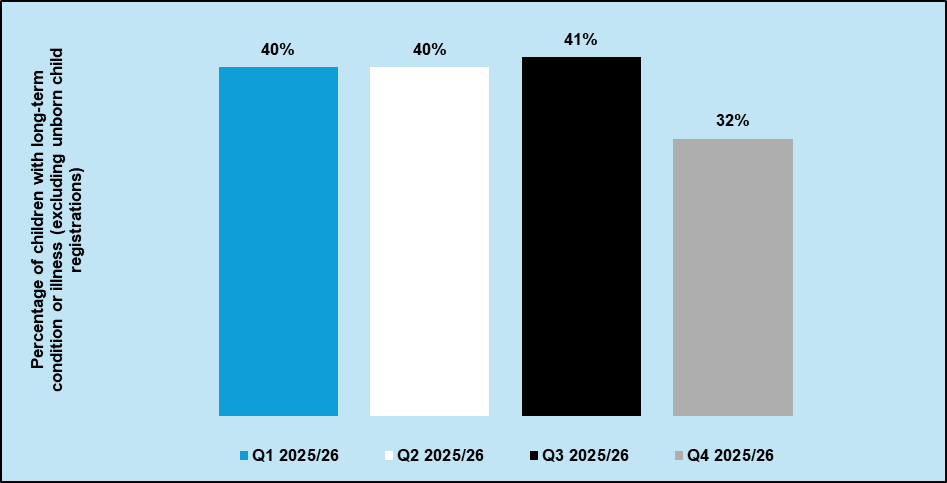 40%
40%
41%
32%
Percentage of children with long-term
condition or illness (excluding unborn child
registrations)
Q1 2025/26
Q2 2025/26
Q3 2025/26
Q4 2025/26